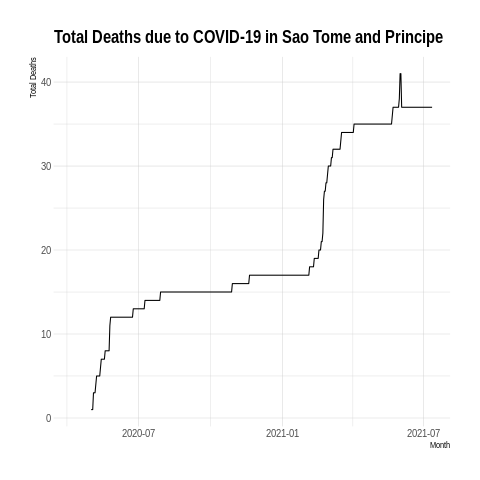 Total Deaths due to COVID-19 in Sao Tome and Principe
Total Deaths
40
30
20
10
0
2020-07 2021-01 2021-07
Month